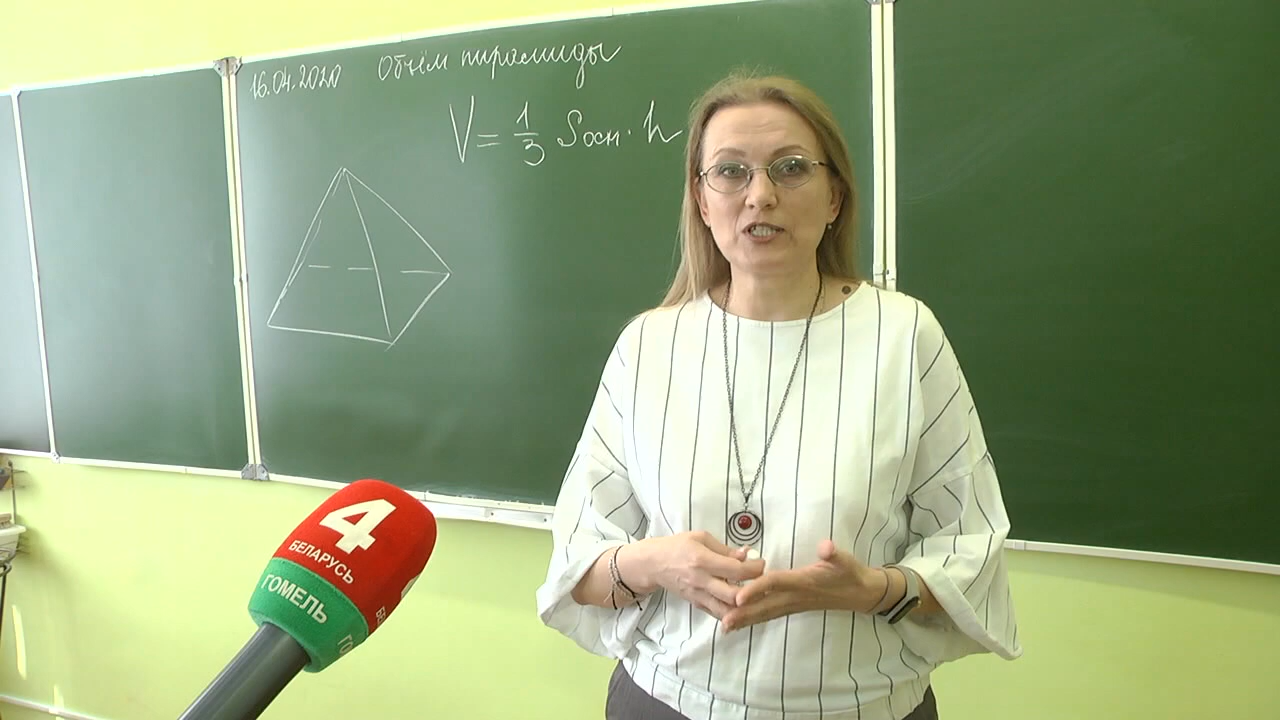 16.04.2020 Объём пирамиды
V = 1/3 Sосн · h
4
БЕЛАРУСЬ
ГОМЕЛЬ